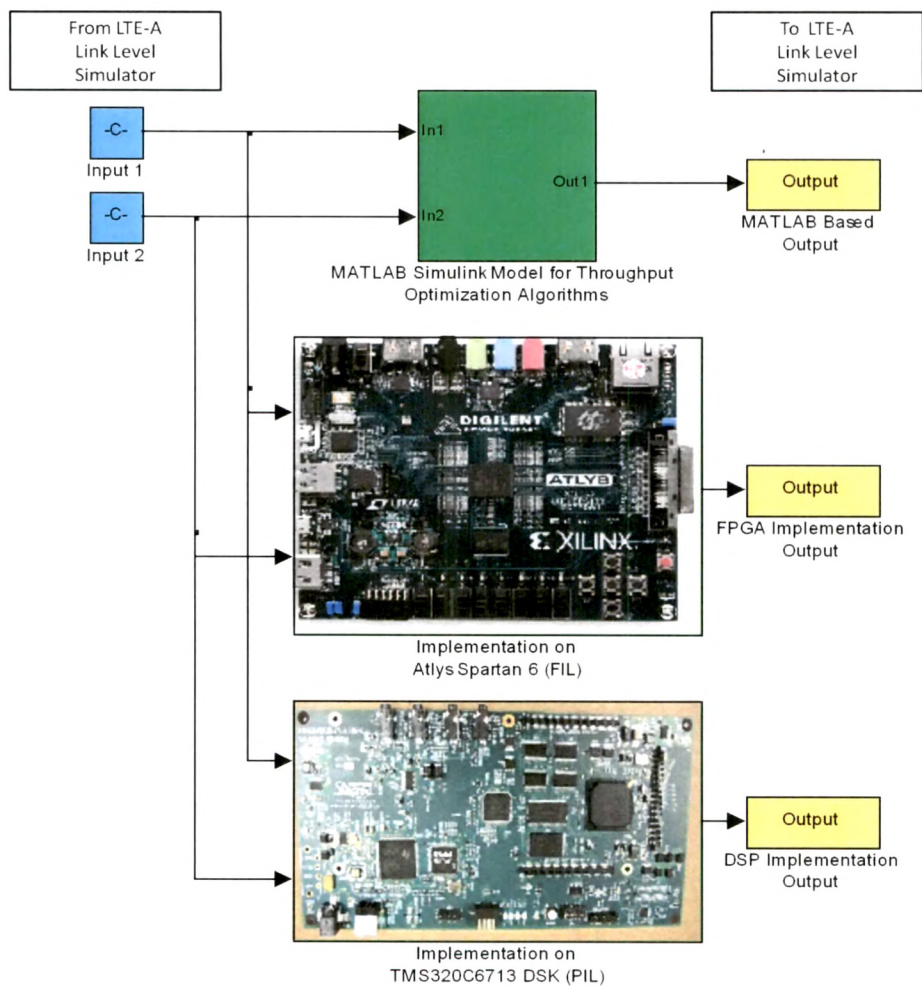 From LTE-A
Link Level
Simulator
To LTE-A
Link Level
Simulator
-C-
Input 1
-C-
Input 2
In1
In2
Out1
MATLAB Simulink Model for Throughput
Optimization Algorithms
Output
MATLAB Based
Output
DIGILENT
ATLYS
XILINX
Implementation on
Atlys Spartan 6 (FIL)
Output
FPGA Implementation
Output
Implementation on
TMS320C6713 DSK (PIL)
Output
DSP Implementation
Output